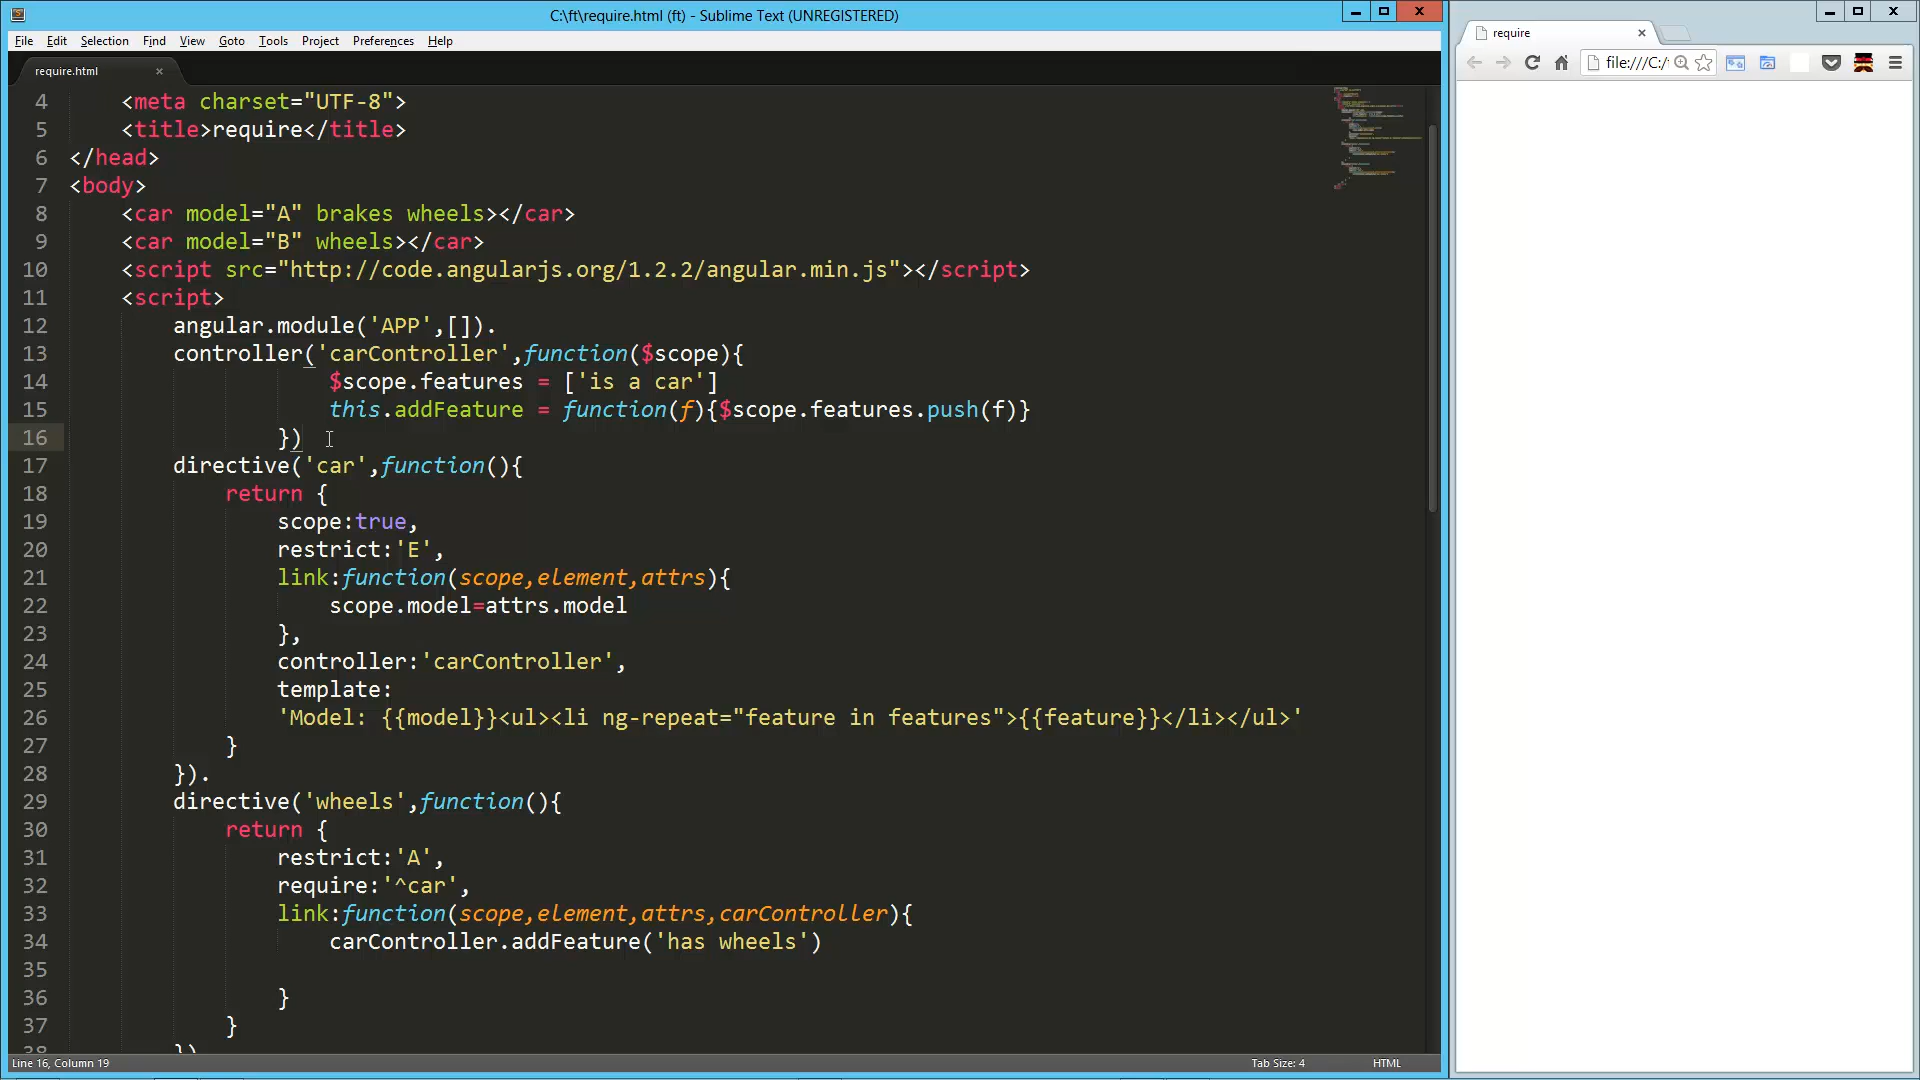 C:\ft\require.html (ft) - Sublime Text (UNREGISTERED)
File Edit Selection Find View Goto Tools Project Preferences Help
require.html
4 <meta charset="UTF-8">
5 <title>require</title>
6 </head>
7 <body>
8 <car model="A" brakes wheels></car>
9 <car model="B" wheels></car>
10 <script src="http://code.angularjs.org/1.2.2/angular.min.js"></script>
11 <script>
12 angular.module('APP',[]).
13 controller('carController',function($scope){
14 $scope.features = ['is a car']
15 this.addFeature = function(f){$scope.features.push(f)}
16 })
17 directive('car',function(){
18 return {
19 scope:true,
20 restrict:'E',
21 link:function(scope,element,attrs){
22 scope.model=attrs.model
23 },
24 controller:'carController',
25 template:
26 'Model: {{model}}<ul><li ng-repeat="feature in features">{{feature}}</li></ul>'
27 }
28 }).
29 directive('wheels',function(){
30 return {
31 restrict:'A',
32 require:'^car',
33 link:function(scope,element,attrs,carController){
34 carController.addFeature('has wheels')
35
36 }
37 }
38 })
Line 16, Column 19
Tab Size: 4
HTML
require
file:///C:/